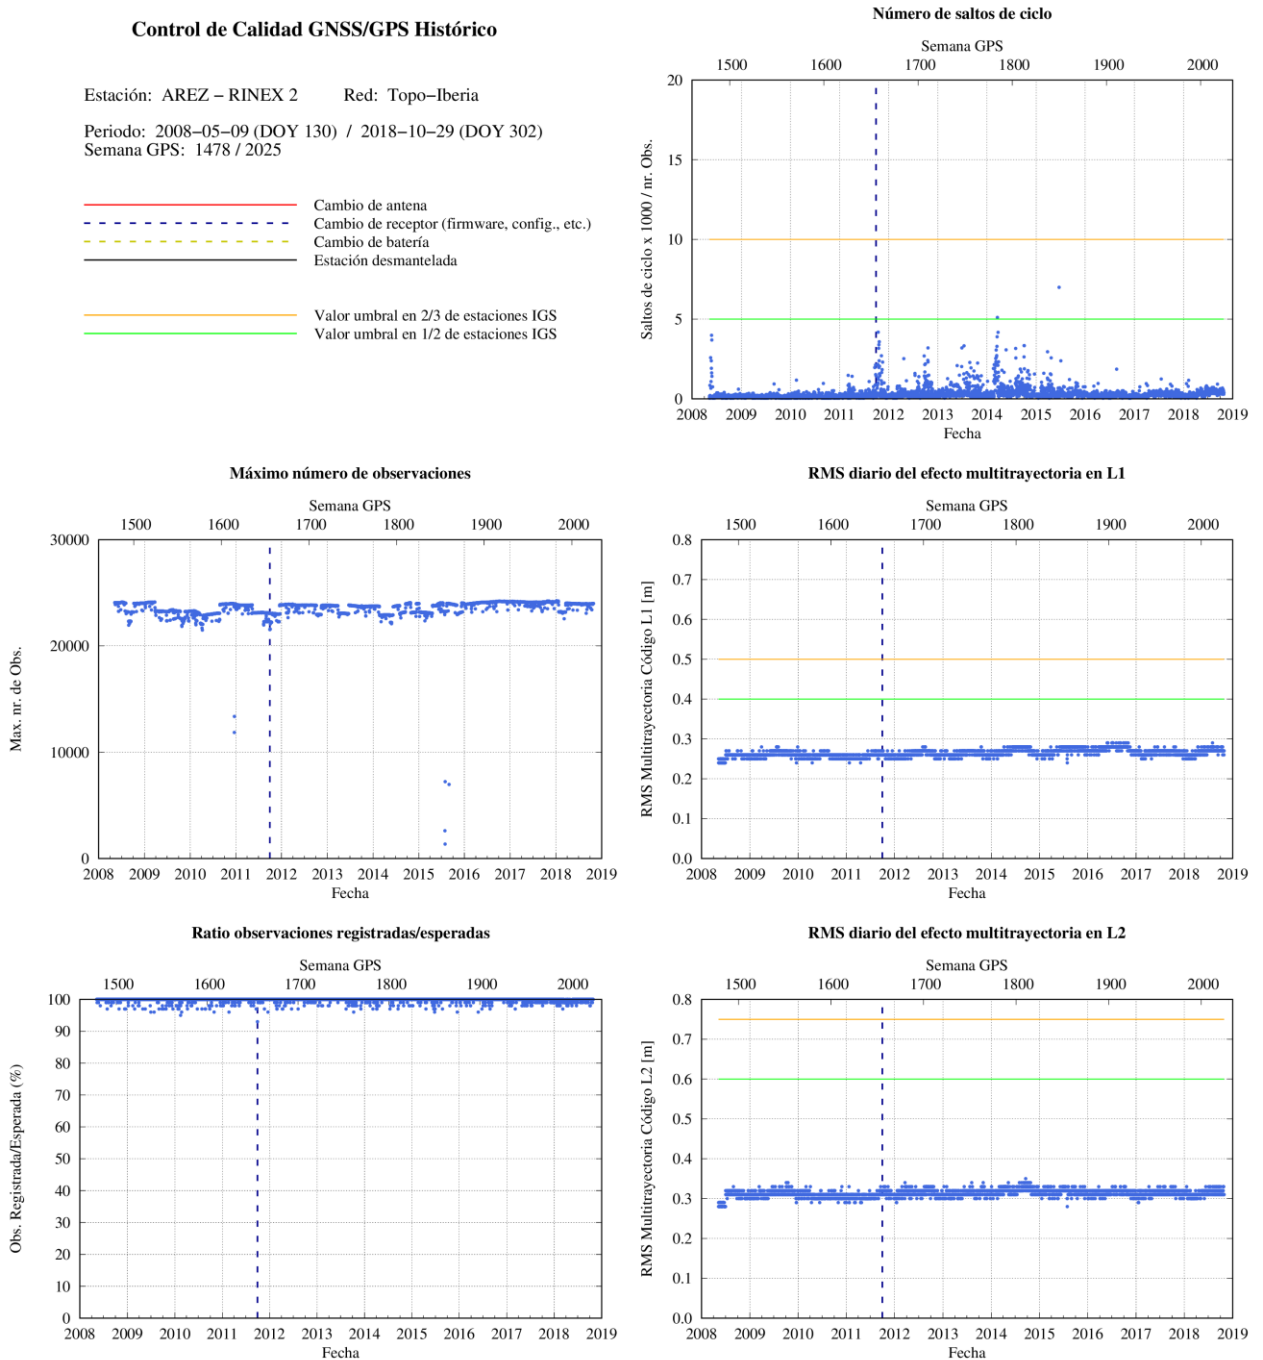 Control de Calidad GNSS/GPS Histórico
Estación: AREZ − RINEX 2 Red: Topo−Iberia
Periodo: 2008−05−09 (DOY 130) / 2018−10−29 (DOY 302)
Semana GPS: 1478 / 2025
Cambio de antena
Cambio de receptor (firmware, config., etc.)
Cambio de batería
Estación desmantelada
Valor umbral en 2/3 de estaciones IGS
Valor umbral en 1/2 de estaciones IGS
Número de saltos de ciclo
Semana GPS
1500 1600 1700 1800 1900 2000
Saltos de ciclo x 1000 / nr. Obs.
20
15
10
5
0
2008 2009 2010 2011 2012 2013 2014 2015 2016 2017 2018 2019
Fecha
Máximo número de observaciones
Semana GPS
1500 1600 1700 1800 1900 2000
Max. nr. de Obs.
30000
20000
10000
0
2008 2009 2010 2011 2012 2013 2014 2015 2016 2017 2018 2019
Fecha
RMS diario del efecto multitrayectoria en L1
Semana GPS
1500 1600 1700 1800 1900 2000
RMS Multitrayectoria Código L1 [m]
0.8
0.7
0.6
0.5
0.4
0.3
0.2
0.1
0.0
2008 2009 2010 2011 2012 2013 2014 2015 2016 2017 2018 2019
Fecha
Ratio observaciones registradas/esperadas
Semana GPS
1500 1600 1700 1800 1900 2000
Obs. Registrada/Esperada (%)
100
90
80
70
60
50
40
30
20
10
0
2008 2009 2010 2011 2012 2013 2014 2015 2016 2017 2018 2019
Fecha
RMS diario del efecto multitrayectoria en L2
Semana GPS
1500 1600 1700 1800 1900 2000
RMS Multitrayectoria Código L2 [m]
0.8
0.7
0.6
0.5
0.4
0.3
0.2
0.1
0.0
2008 2009 2010 2011 2012 2013 2014 2015 2016 2017 2018 2019
Fecha